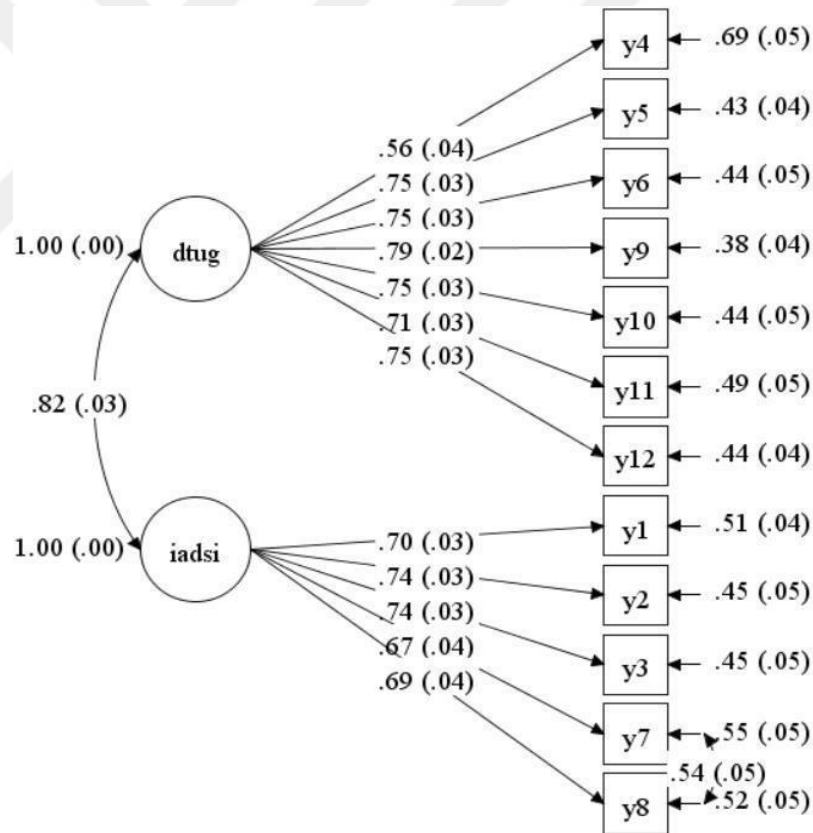 y4 .69 (.05)
y5 .43 (.04)
.56 (.04)
.75 (.03)
y6 .44 (.05)
.75 (.03)
1.00 (.00) dtug .79 (.02) y9 .38 (.04)
.75 (.03)
y10 .44 (.05)
.71 (.03)
.75 (.03)
y11 .49 (.05)
.82 (.03)
y12 .44 (.04)
y1 .51 (.04)
1.00 (.00) iadsi .70 (.03)
.74 (.03)
y2 .45 (.05)
.74 (.03)
.67 (.04)
y3 .45 (.05)
.69 (.04)
y7 .55 (.05)
.54 (.05)
y8 .52 (.05)